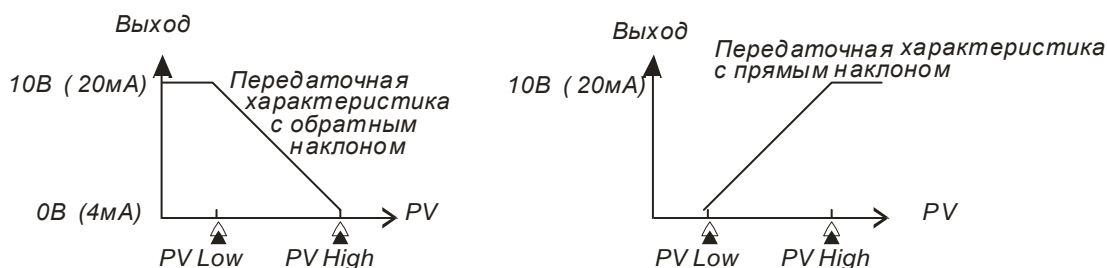 Выход
10В (20мА)
Передаточная
характеристика
с обратным
наклоном
0В (4мА)
PV
PV Low
PV High
Выход
Передаточная характеристика
с прямым наклоном
10В (20мА)
PV
PV Low
PV High